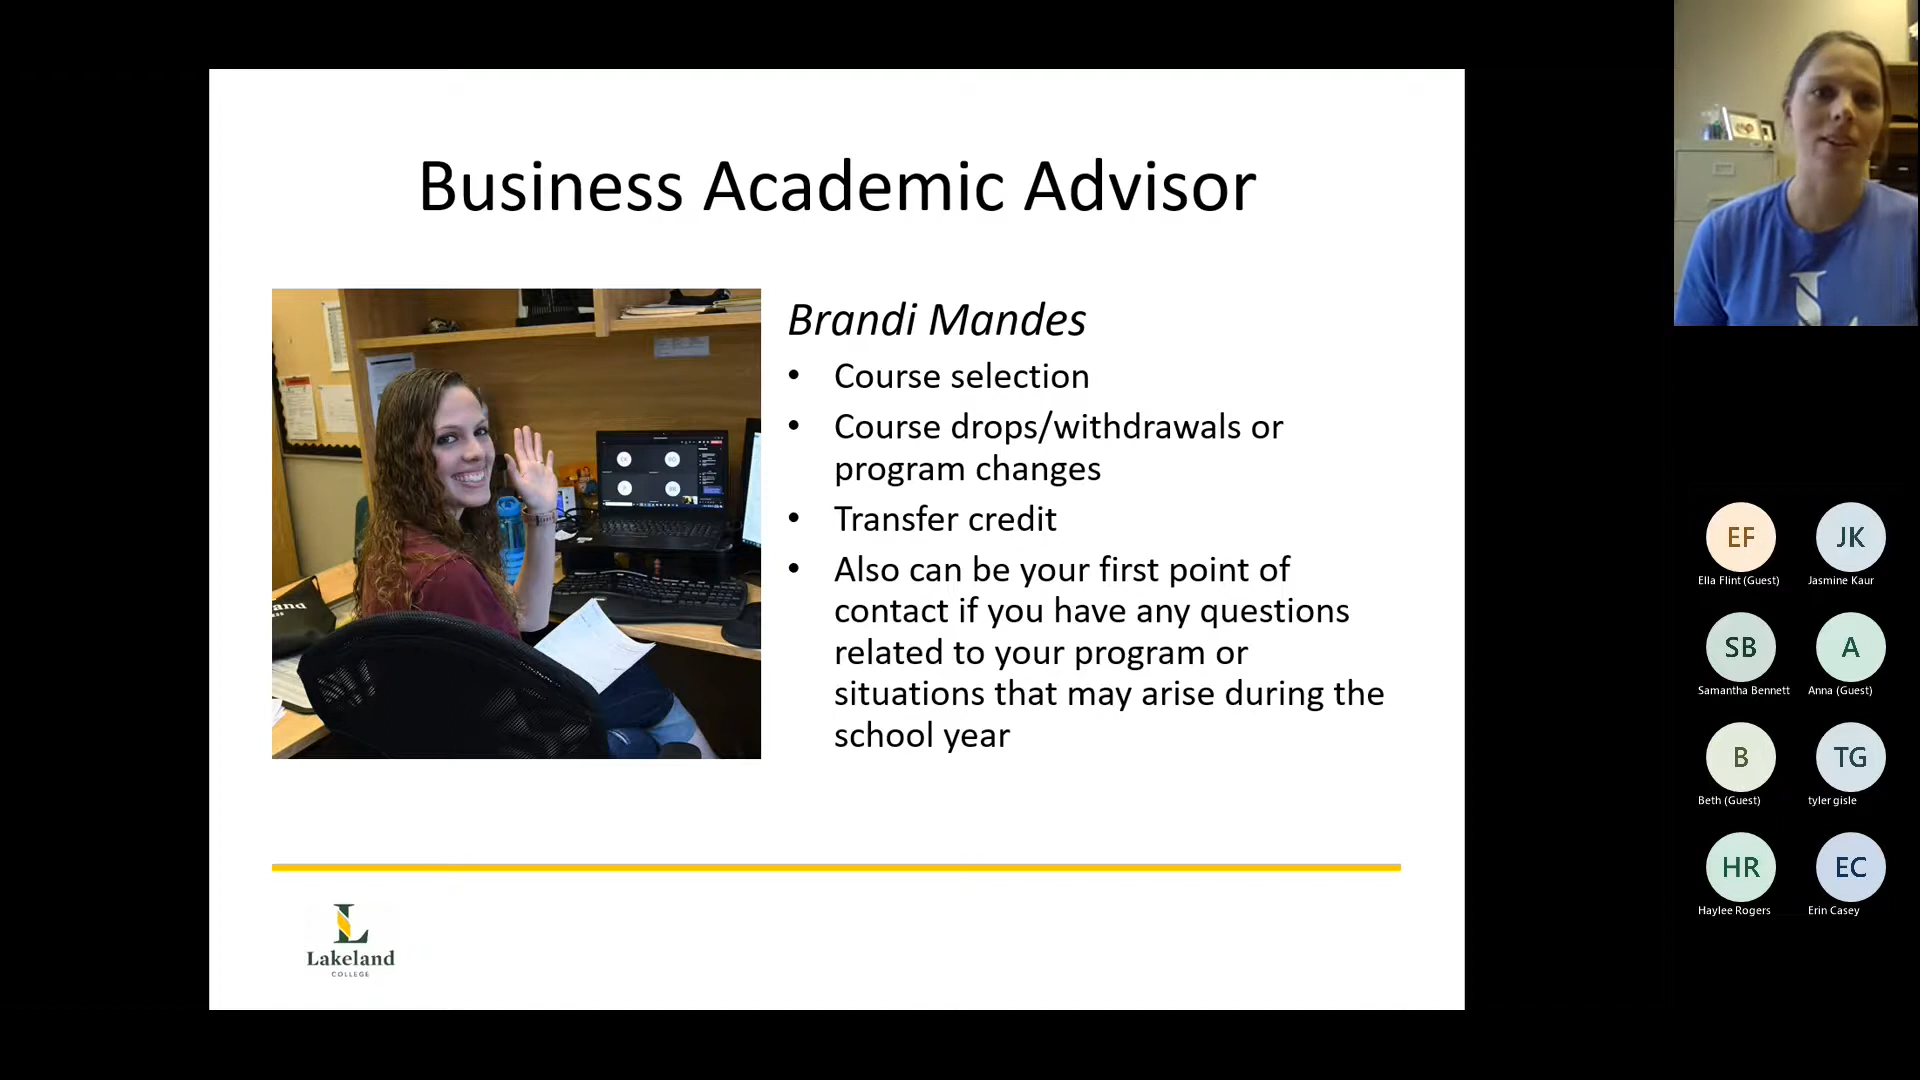 Business Academic Advisor
Brandi Mandes
• Course selection
• Course drops/withdrawals or
program changes
• Transfer credit
• Also can be your first point of
contact if you have any questions
related to your program or
situations that may arise during the
school year
L
Lakeland
COLLEGE
EF JK
Ella Flint (Guest) Jasmine Kaur
SB A
Samantha Bennett Anna (Guest)
B TG
Beth (Guest) tyler gisle
HR EC
Haylee Rogers Erin Casey